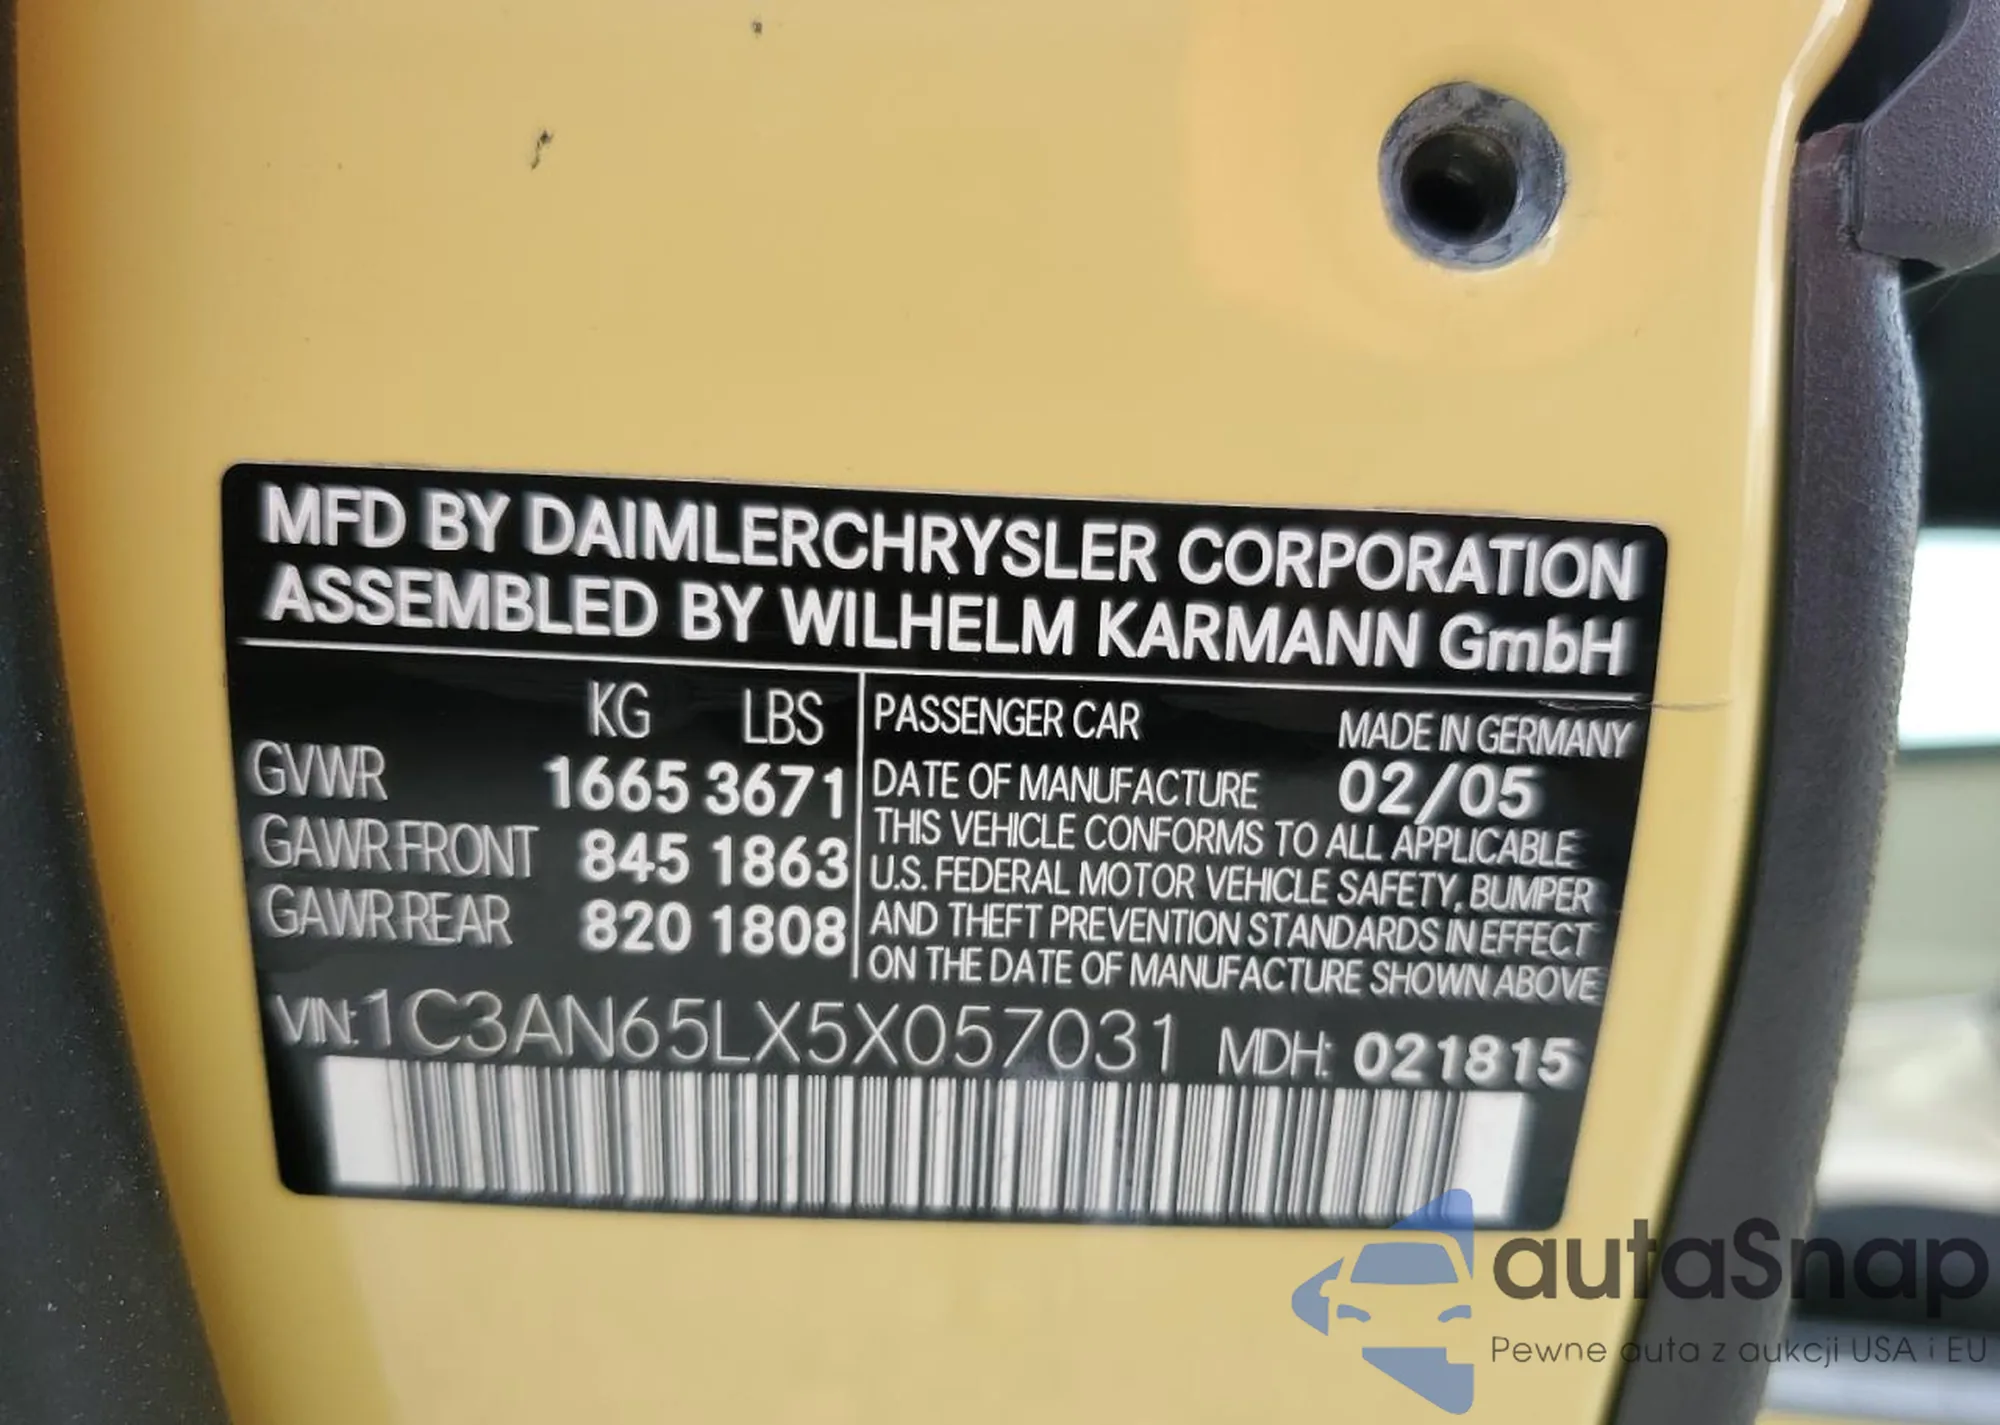 MFD BY DAIMLERCHRYSLER CORPORATION
ASSEMBLED BY WILHELM KARMANN GmbH
KG LBS
GVWR 1665 3671
GAWR FRONT 845 1863
GAWR REAR 820 1808
PASSENGER CAR MADE IN GERMANY
DATE OF MANUFACTURE 02/05
THIS VEHICLE CONFORMS TO ALL APPLICABLE
U.S. FEDERAL MOTOR VEHICLE SAFETY, BUMPER
AND THEFT PREVENTION STANDARDS IN EFFECT
ON THE DATE OF MANUFACTURE SHOWN ABOVE
VIN: 1C3AN65LX5X057031 MDH: 021815
autaSnap
Pewne auta z aukcji USA i EU